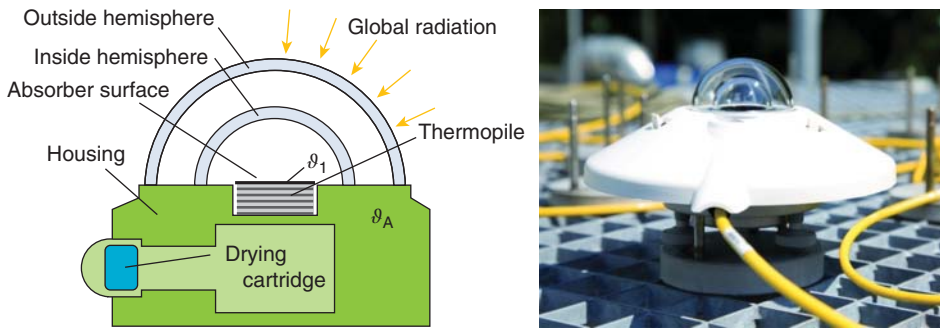 Outside hemisphere
Global radiation
Inside hemisphere
Absorber surface
Thermopile
ϑ1
Housing
ϑA
Drying
cartridge